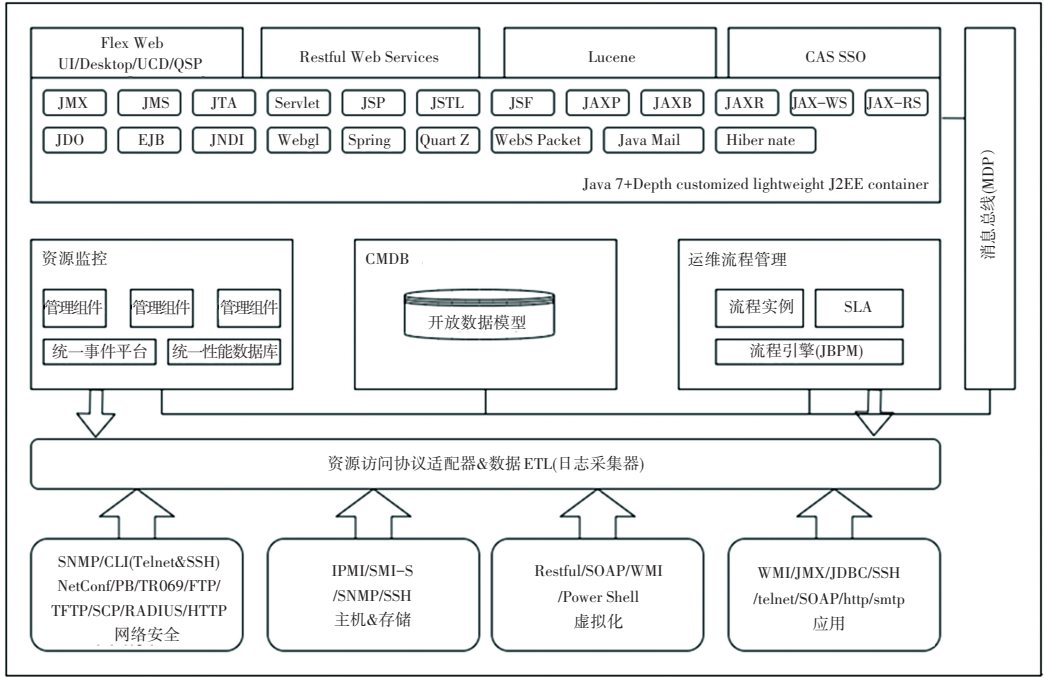 Flex Web
UI/Desktop/UCD/QSP
Restful Web Services
Lucene
CAS SSO
JMX
JMS
JTA
Servlet
JSP
JSTL
JSF
JAXP
JAXB
JAXR
JAX-WS
JAX-RS
JDO
EJB
JNDI
Webgl
Spring
Quart Z
WebS Packet
Java Mail
Hiber nate
Java 7+Depth customized lightweight J2EE container
消息总线(MDP)
资源监控
管理组件
管理组件
管理组件
统一事件平台
统一性能数据库
CMDB
开放数据模型
运维流程管理
流程实例
SLA
流程引擎(JBPM)
资源访问协议适配器&数据ETL(日志采集器)
SNMP/CLI(Telnet&SSH)
NetConf/PB/TR069/FTP/
TFTP/SCP/RADIUS/HTTP
网络安全
IPMI/SMI-S
/SNMP/SSH
主机&存储
Restful/SOAP/WMI
/Power Shell
虚拟化
WMI/JMX/JDBC/SSH
/telnet/SOAP/http/smtp
应用